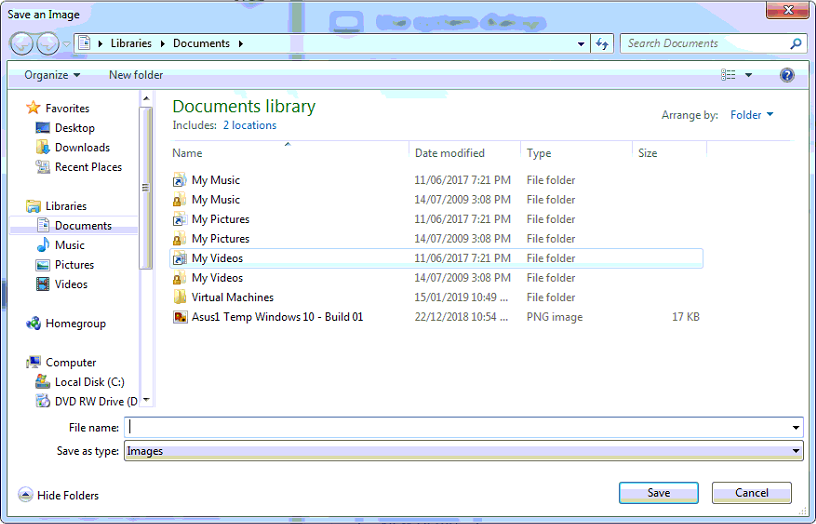 Save an Image
Libraries Documents
Search Documents
Organize New folder
Favorites
Desktop
Downloads
Recent Places
Libraries
Documents
Music
Pictures
Videos
Homegroup
Computer
Local Disk (C:)
DVD RW Drive (D
Documents library
Includes: 2 locations
Arrange by: Folder
Name Date modified Type Size
My Music 11/06/2017 7:21 PM File folder
My Music 14/07/2009 3:08 PM File folder
My Pictures 11/06/2017 7:21 PM File folder
My Pictures 14/07/2009 3:08 PM File folder
My Videos 11/06/2017 7:21 PM File folder
My Videos 14/07/2009 3:08 PM File folder
Virtual Machines 15/01/2019 10:49 ... File folder
Asus1 Temp Windows 10 - Build 01 22/12/2018 10:54 ... PNG image 17 KB
File name:
Save as type: Images
Hide Folders Save Cancel